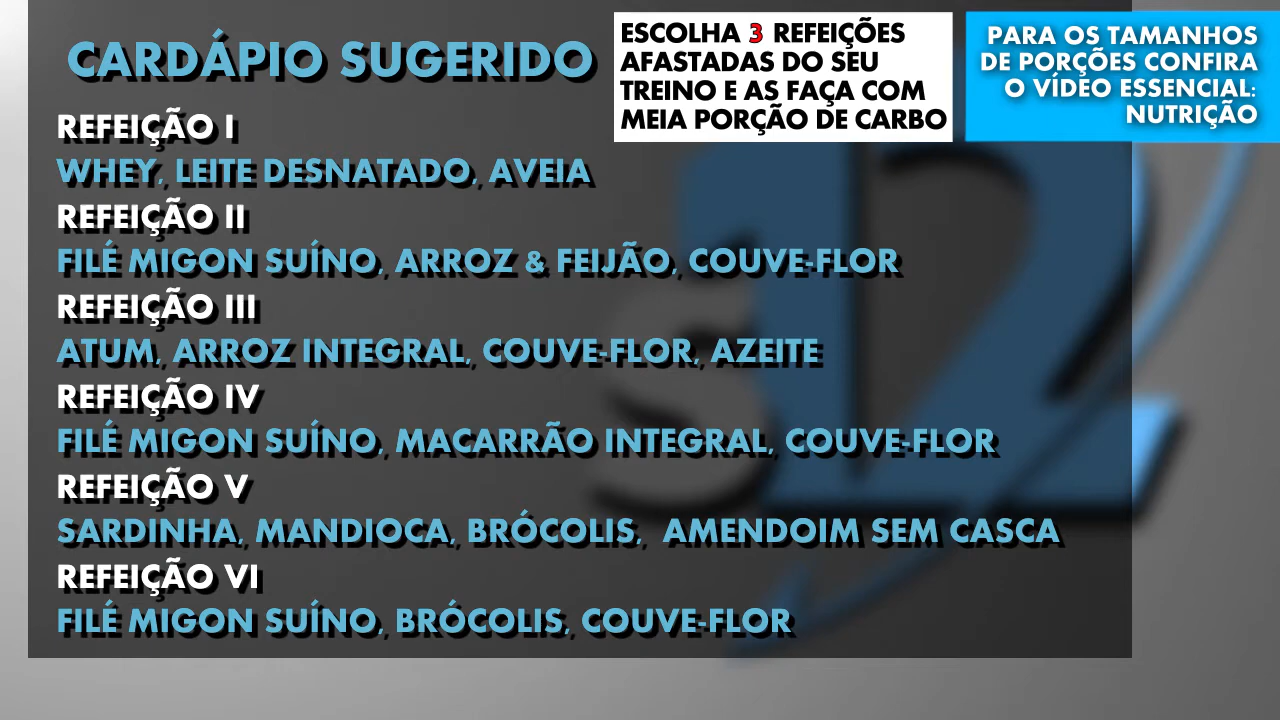 CARDÁPIO SUGERIDO
ESCOLHA 3 REFEIÇÕES
AFASTADAS DO SEU
TREINO E AS FAÇA COM
MEIA PORÇÃO DE CARBO
PARA OS TAMANHOS
DE PORÇÕES CONFIRA
O VÍDEO ESSENCIAL:
NUTRIÇÃO
REFEIÇÃO I
WHEY, LEITE DESNATADO, AVEIA
REFEIÇÃO II
FILÉ MIGON SUÍNO, ARROZ & FEIJÃO, COUVE-FLOR
REFEIÇÃO III
ATUM, ARROZ INTEGRAL, COUVE-FLOR, AZEITE
REFEIÇÃO IV
FILÉ MIGON SUÍNO, MACARRÃO INTEGRAL, COUVE-FLOR
REFEIÇÃO V
SARDINHA, MANDIOCA, BRÓCOLIS, AMENDOIM SEM CASCA
REFEIÇÃO VI
FILÉ MIGON SUÍNO, BRÓCOLIS, COUVE-FLOR
s12